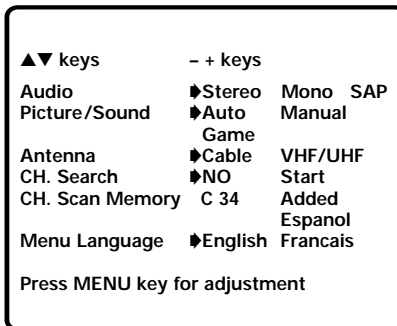 ▲▼ keys – + keys
Audio ➧Stereo Mono SAP
Picture/Sound ➧Auto Manual
Game
Antenna ➧Cable VHF/UHF
CH. Search ➧NO Start
CH. Scan Memory C 34 Added
Espanol
Menu Language ➧English Francais
Press MENU key for adjustment